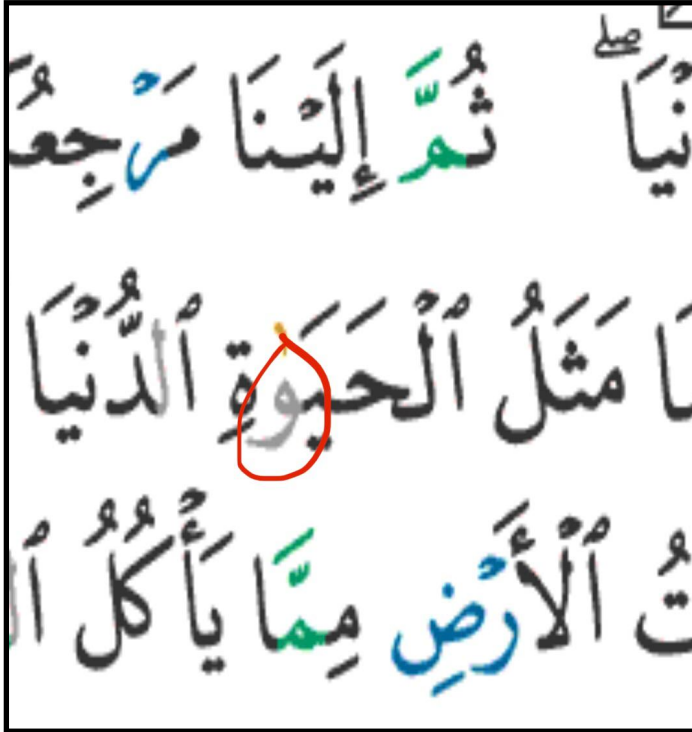 ثُمَّ إِلَيْنَا
مَثَلُ ٱلْحَيَوٰةِ ٱلدُّنْيَا
ٱلْأَرْضِ مِمَّا يَأْكُلُ